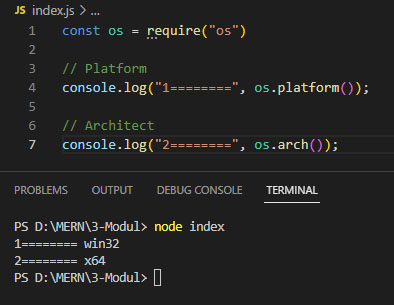 JS index.js > ...
1 const os = require("os")
2
3 // Platform
4 console.log("1========", os.platform());
5
6 // Architect
7 console.log("2========", os.arch());
PROBLEMS OUTPUT DEBUG CONSOLE TERMINAL
PS D:\MERN\3-Modul> node index
1======== win32
2======== x64
PS D:\MERN\3-Modul>